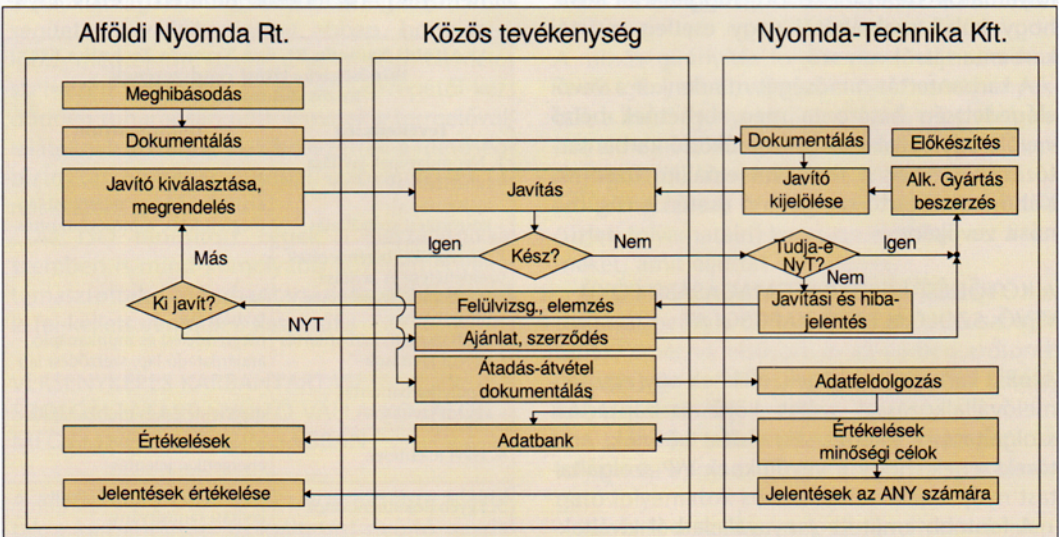 Alföldi Nyomda Rt.
Közös tevékenység
Nyomda-Technika Kft.
Meghibásodás
Dokumentálás
Dokumentálás
Előkészítés
Javító kiválasztása,
megrendelés
Javítás
Javító
kijelölése
Alk. Gyártás
beszerzés
Igen
Nem
Igen
Más
Kész?
Tudja-e
NyT?
Nem
Ki javít?
NYT
Felülvizsg., elemzés
Javítási és hiba-
jelentés
Ajánlat, szerződés
Átadás-átvétel
dokumentálás
Adatfeldolgozás
Értékelések
Adatbank
Értékelések
minőségi célok
Jelentések értékelése
Jelentések az ANY számára